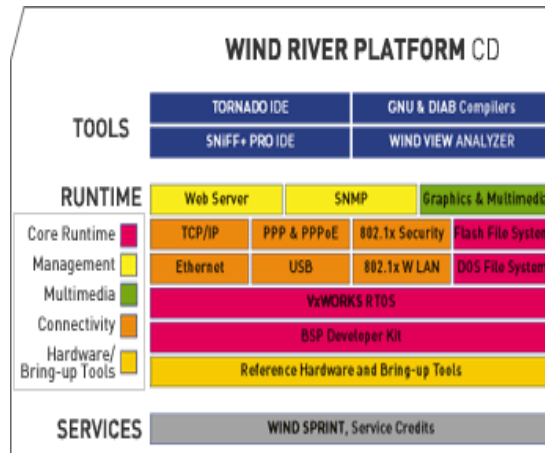 WIND RIVER PLATFORM CD
TOOLS
TORNADO IDE
GNU & DIAB Compilers
SNiFF+ PRO IDE
WIND VIEW ANALYZER
RUNTIME
Web Server
SNMP
Graphics & Multimedia
Core Runtime
TCP/IP
PPP & PPPoE
802.1x Security
Flash File System
Management
Ethernet
USB
802.1x W LAN
DOS File System
Multimedia
VxWORKS RTOS
Connectivity
BSP Developer Kit
Hardware/
Bring-up Tools
Reference Hardware and Bring-up Tools
SERVICES
WIND SPRINT, Service Credits